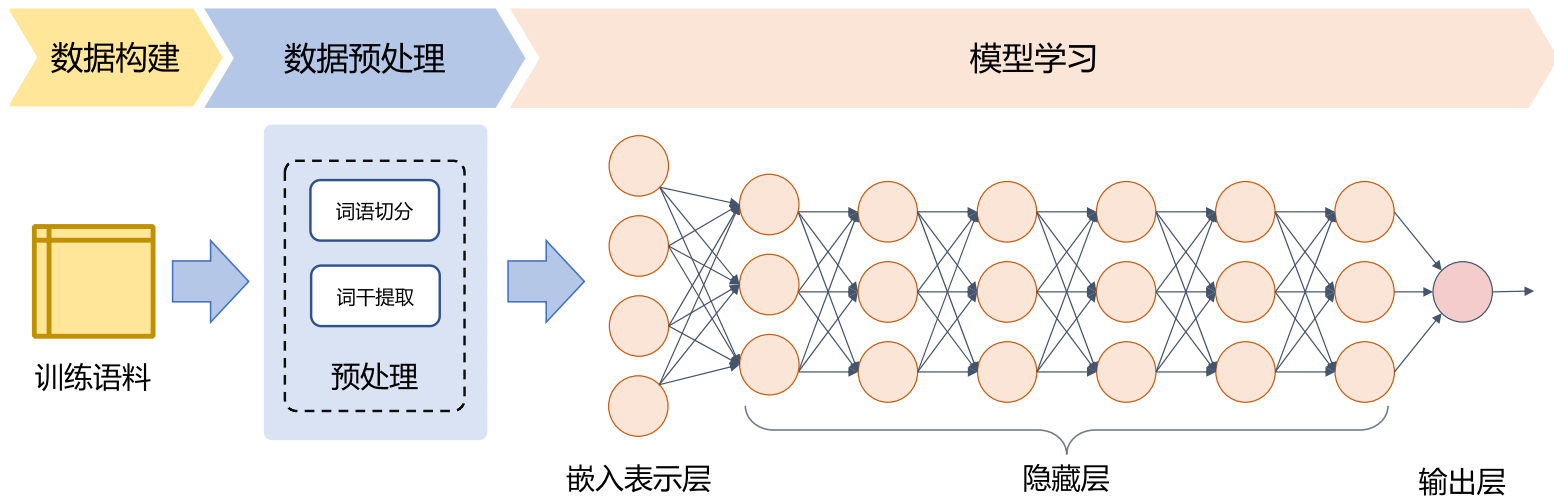 数据构建
数据预处理
模型学习
词语切分
词干提取
预处理
训练语料
嵌入表示层
隐藏层
输出层